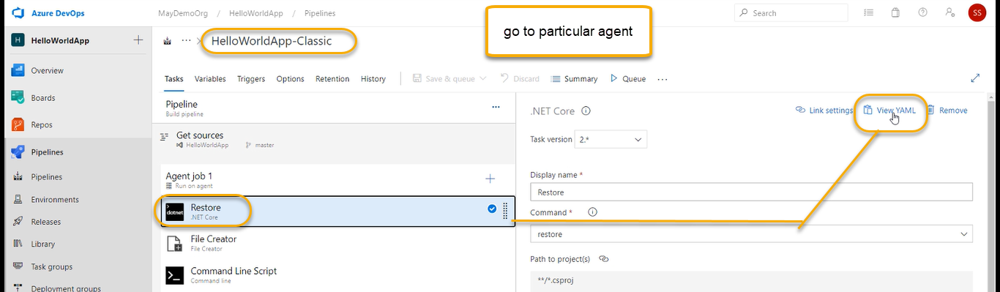 Azure DevOps
MayDemoOrg / HelloWorldApp / Pipelines
Search
SS
H HelloWorldApp
··· > HelloWorldApp-Classic
go to particular agent
Overview
Boards
Repos
Pipelines
Pipelines
Environments
Releases
Library
Task groups
Deployment groups
Tasks Variables Triggers Options Retention History Save & queue Discard Summary Queue ...
Pipeline
Build pipeline
Get sources
HelloWorldApp master
Agent job 1
Run on agent
dotnet
Restore
.NET Core
File Creator
File Creator
Command Line Script
Command line
.NET Core
Link settings View YAML Remove
Task version 2.*
Display name *
Restore
Command *
restore
Path to project(s)
**/*.csproj